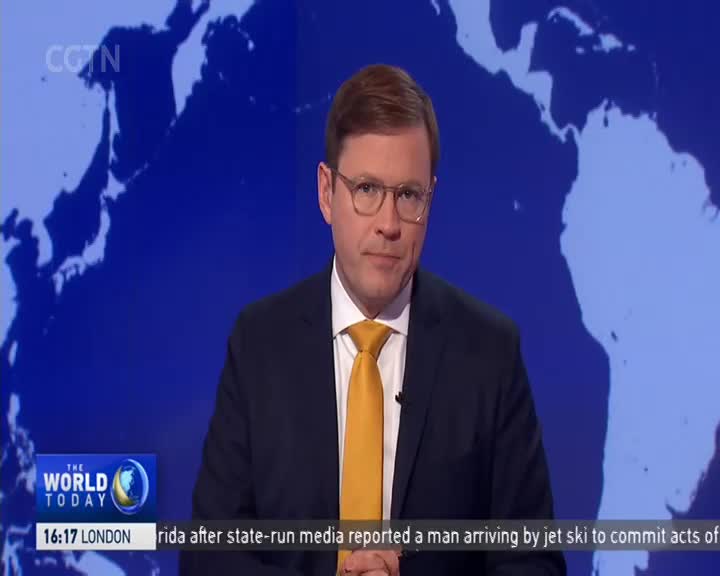 CGTN
THE
WORLD
TODAY
16:17 LONDON
rida after state-run media reported a man arriving by jet ski to commit acts of